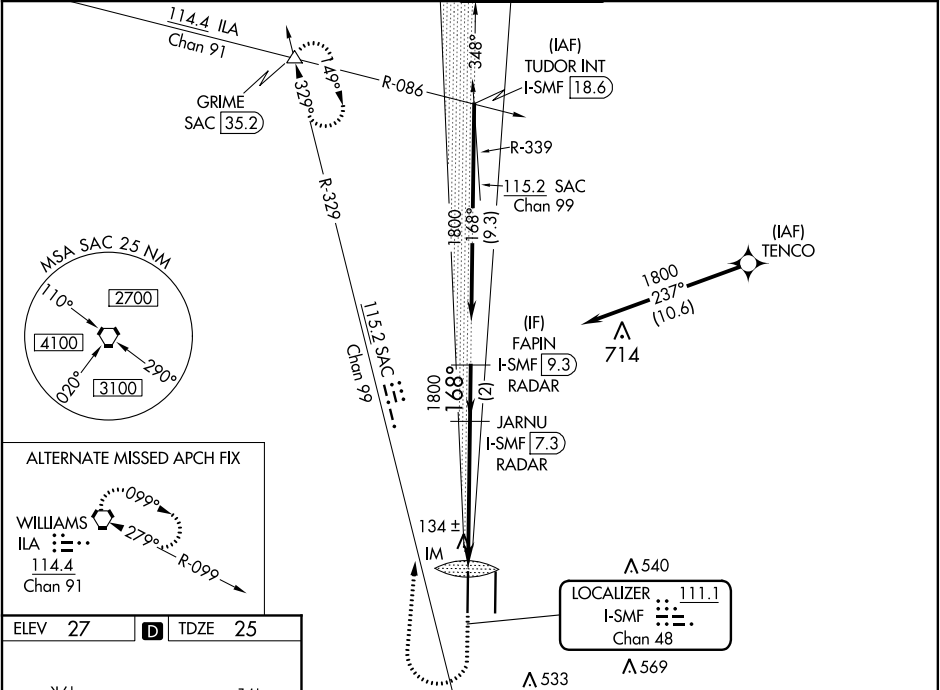 114.4 ILA
Chan 91
GRIME
SAC 35.2
149°
329°
R-086
348°
(IAF)
TUDOR INT
I-SMF 18.6
R-339
115.2 SAC
Chan 99
R-329
1800
168°
(9.3)
(IAF)
TENCO
1800
237°
(10.6)
714
MSA SAC 25 NM
110°
2700
4100
020°
3100
290°
115.2 SAC
Chan 99
(IF)
FAPIN
I-SMF 9.3
RADAR
1800
168°
(2)
JARNU
I-SMF 7.3
RADAR
ALTERNATE MISSED APCH FIX
WILLIAMS
ILA
114.4
Chan 91
099°
279°
R-099
134 ±
IM
540
LOCALIZER 111.1
I-SMF
Chan 48
569
533
ELEV 27 D TDZE 25